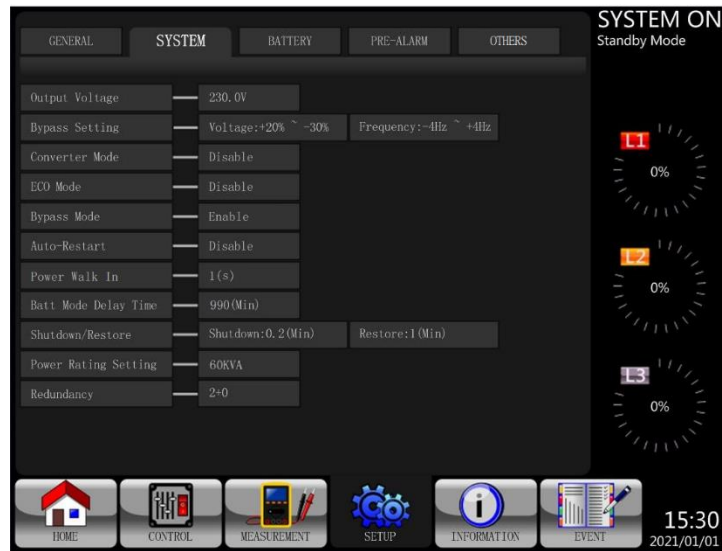 GENERAL SYSTEM BATTERY PRE-ALARM OTHERS
SYSTEM ON
Standby Mode
Output Voltage 230.0V
Bypass Setting Voltage:+20% ~ -30% Frequency:-4Hz ~ +4Hz
Converter Mode Disable
ECO Mode Disable
Bypass Mode Enable
Auto-Restart Disable
Power Walk In 1(s)
Batt Mode Delay Time 990(Min)
Shutdown/Restore Shutdown:0.2(Min) Restore:1(Min)
Power Rating Setting 60KVA
Redundancy 2+0
L1
0%
L2
0%
L3
0%
HOME CONTROL MEASUREMENT SETUP INFORMATION EVENT
15:30
2021/01/01